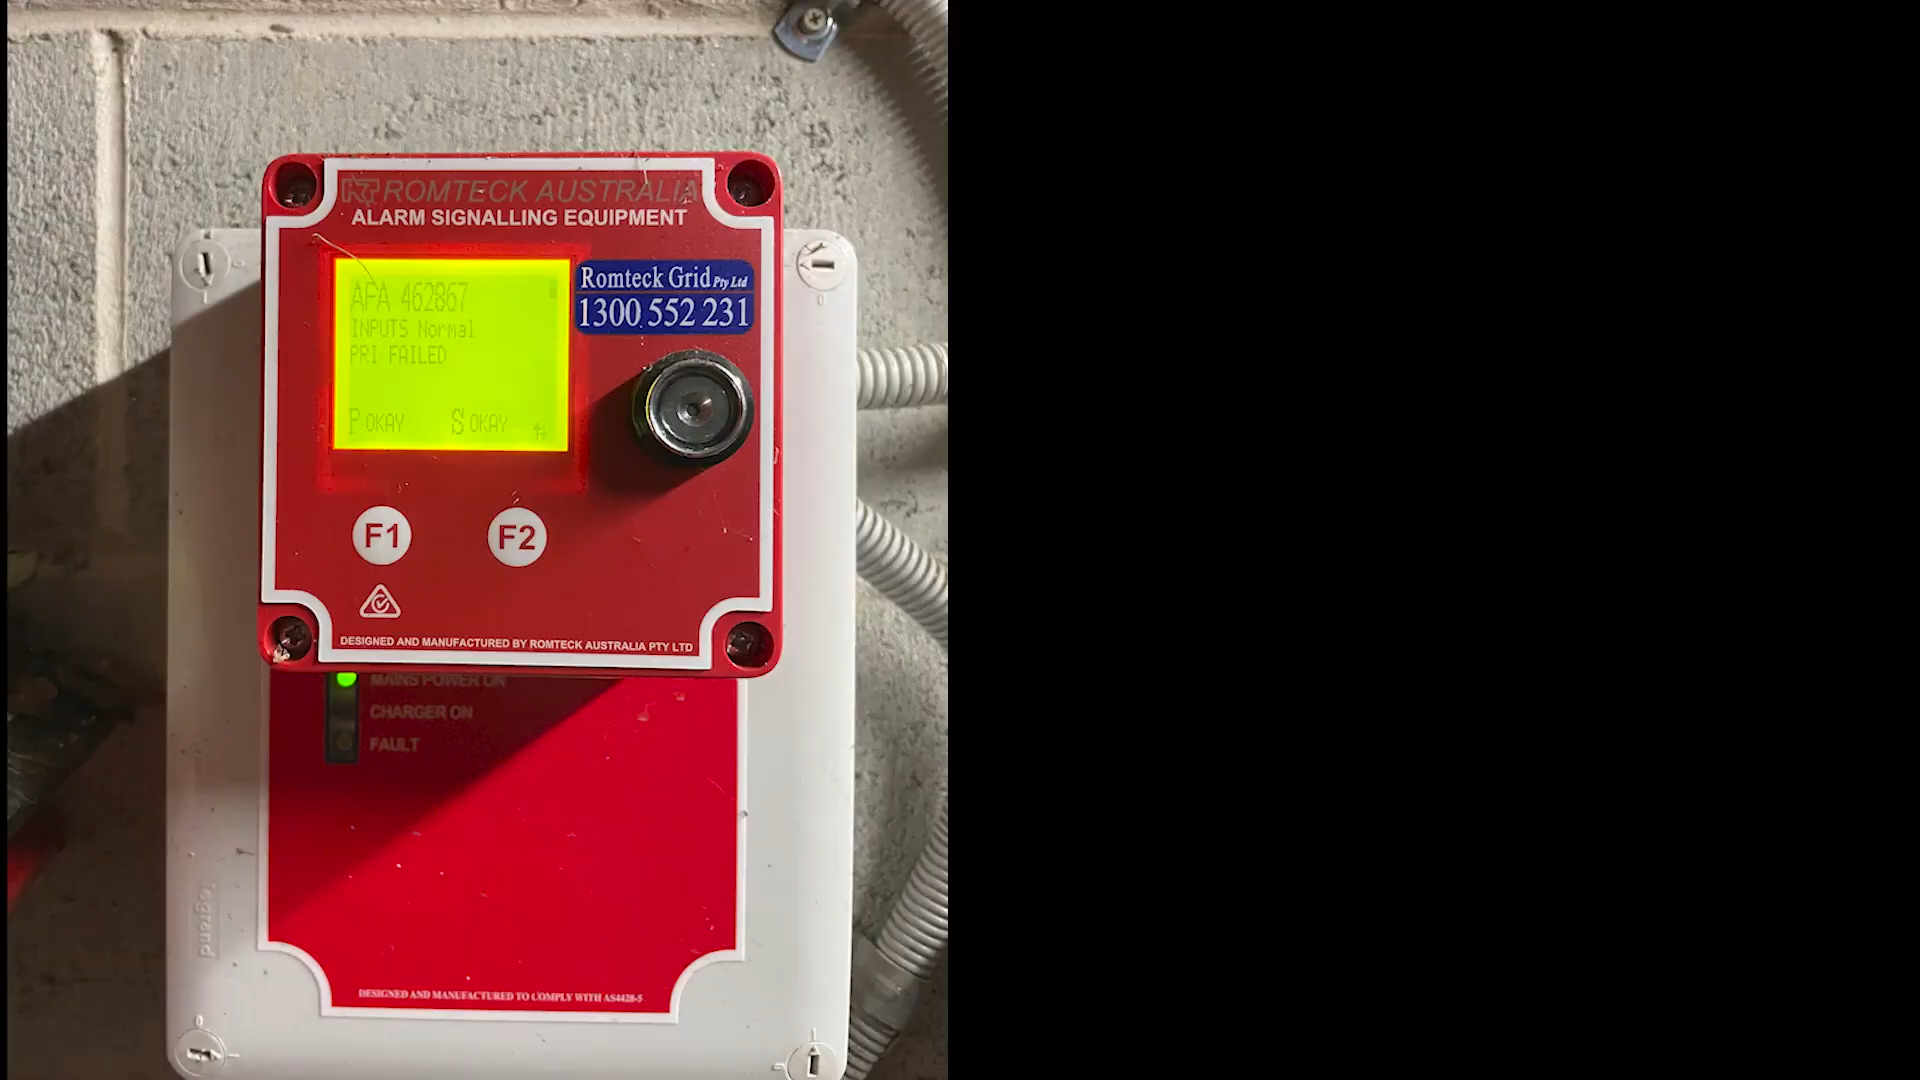 ROMTECK AUSTRALIA
ALARM SIGNALLING EQUIPMENT
AFA 462867
INPUTS Normal
PRI FAILED
P OKAY S OKAY
Romteck Grid Pty Ltd
1300 552 231
F1 F2
DESIGNED AND MANUFACTURED BY ROMTECK AUSTRALIA PTY LTD
MAINS POWER ON
CHARGER ON
FAULT
legrand
DESIGNED AND MANUFACTURED TO COMPLY WITH AS4428-5